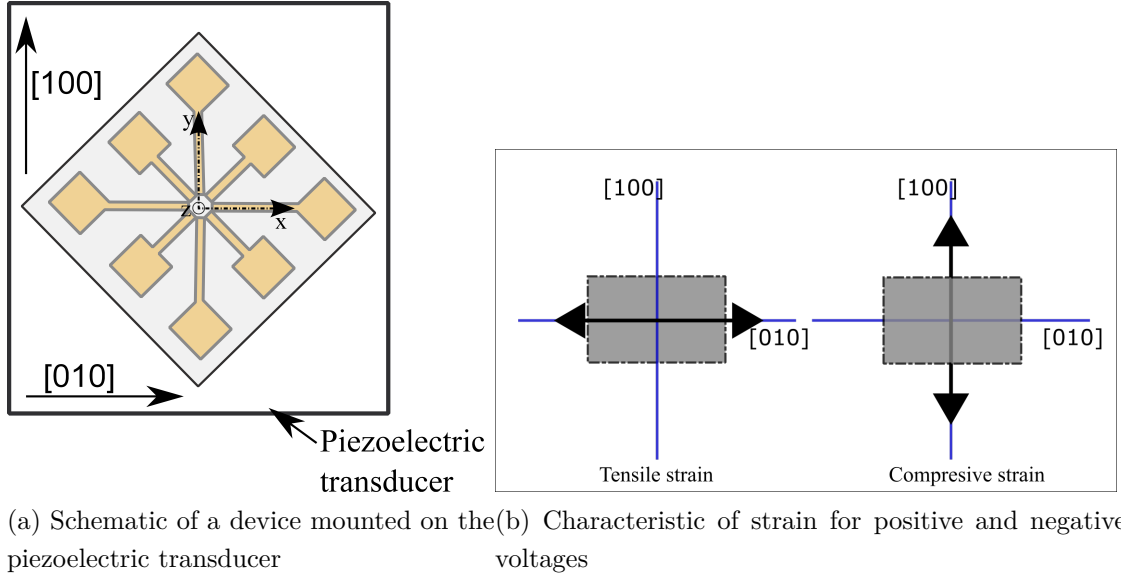 [100]
y
z
x
[010]
Piezoelectric
transducer
[100]
[010]
Tensile strain
[100]
[010]
Compresive strain
(a) Schematic of a device mounted on the
piezoelectric transducer
(b) Characteristic of strain for positive and negative
voltages